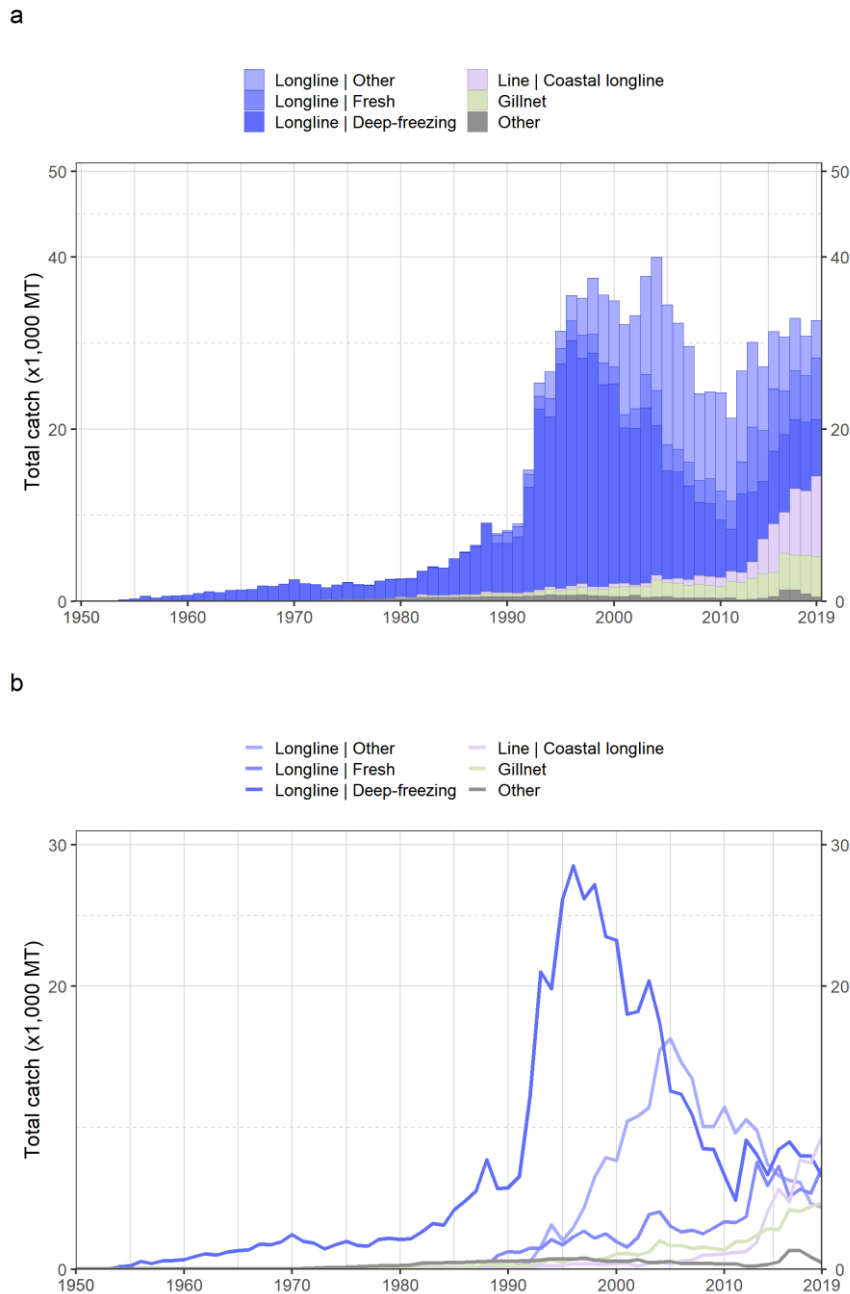 a
Longline | Other
Line | Coastal longline
Longline | Fresh
Gillnet
Longline | Deep-freezing
Other
50
50
40
40
20
20
0
0
Total catch (x1,000 MT)
1950 1960 1970 1980 1990 2000 2010 2019
b
Longline | Other
Line | Coastal longline
Longline | Fresh
Gillnet
Longline | Deep-freezing
Other
30
30
20
20
0
0
Total catch (x1,000 MT)
1950 1960 1970 1980 1990 2000 2010 2019